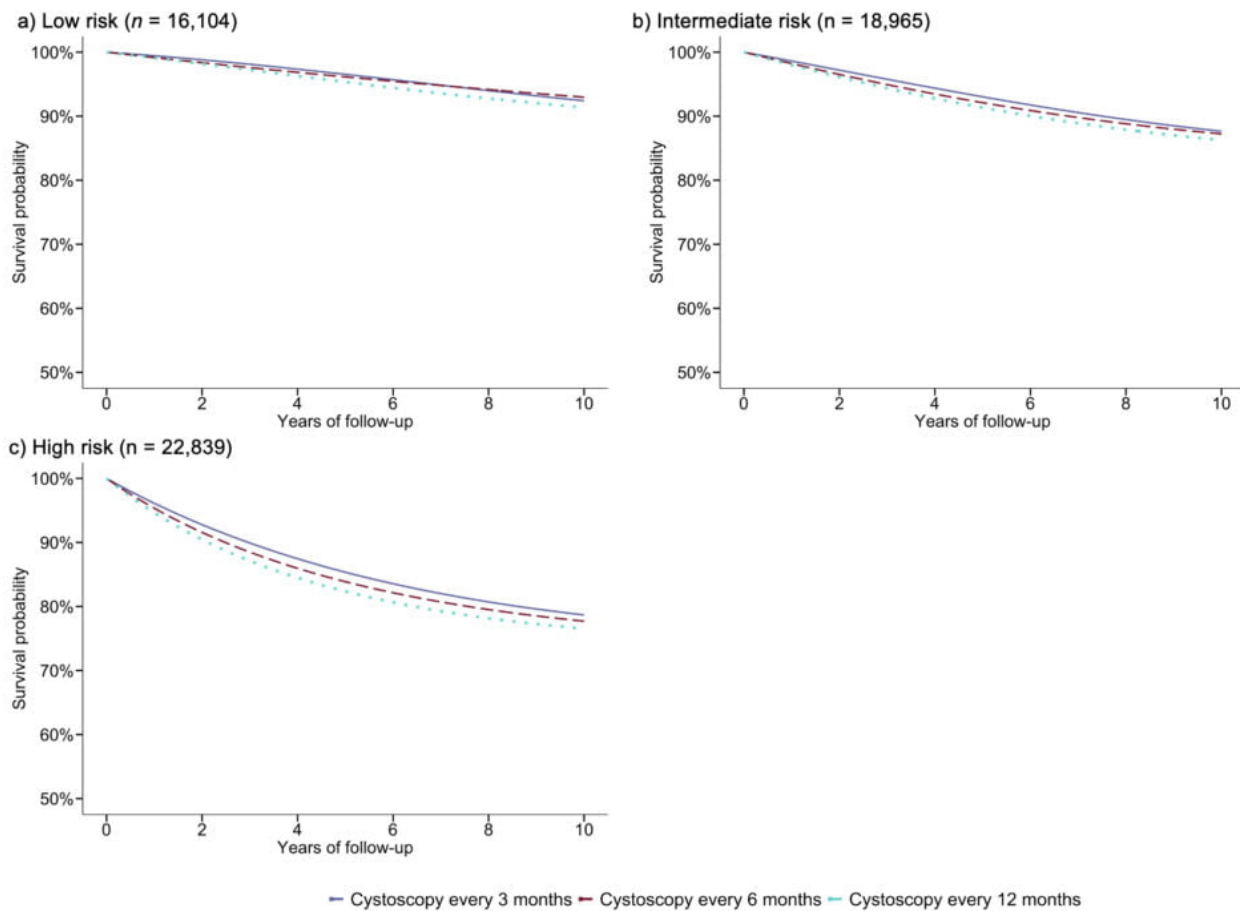 a) Low risk (n = 16,104)
100%
90%
80%
70%
60%
50%
Survival probability
0 2 4 6 8 10
Years of follow-up
b) Intermediate risk (n = 18,965)
100%
90%
80%
70%
60%
50%
Survival probability
0 2 4 6 8 10
Years of follow-up
c) High risk (n = 22,839)
100%
90%
80%
70%
60%
50%
Survival probability
0 2 4 6 8 10
Years of follow-up
Cystoscopy every 3 months Cystoscopy every 6 months Cystoscopy every 12 months